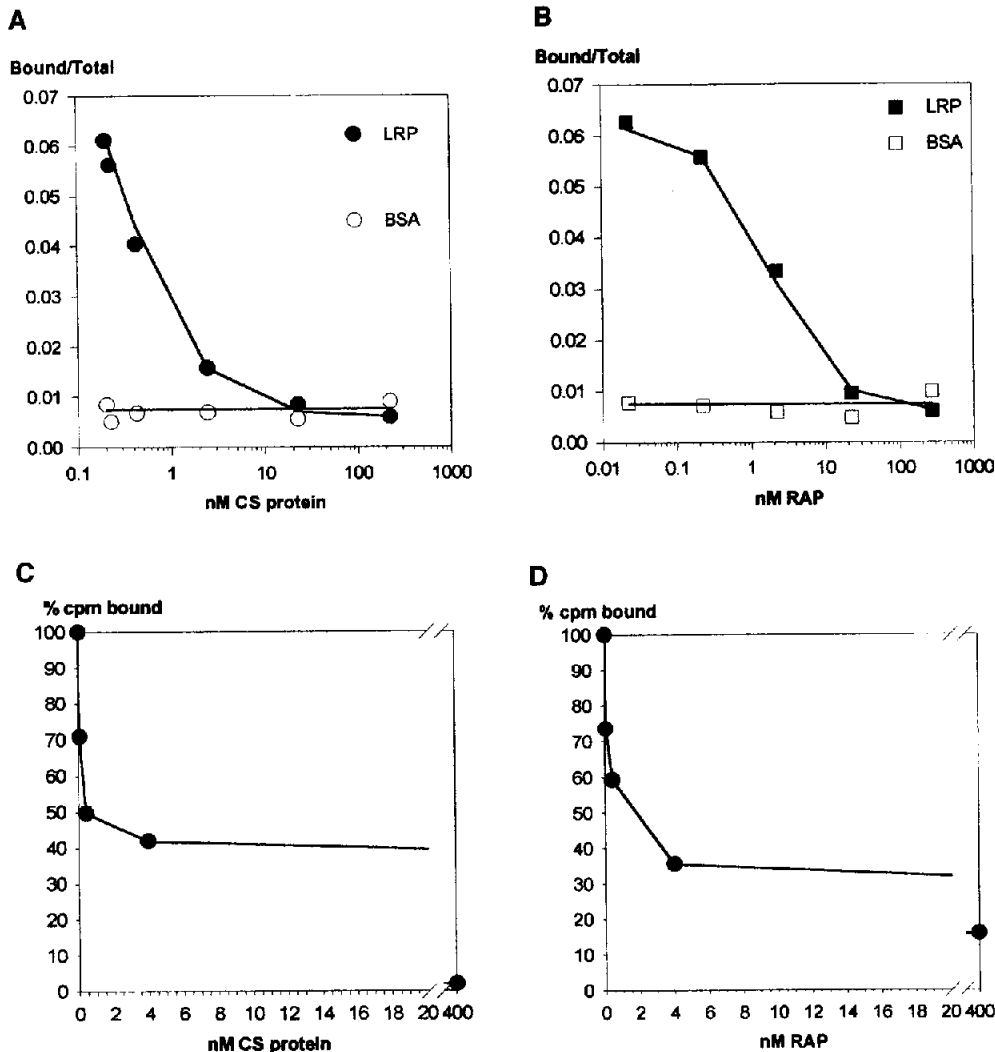 A
Bound/Total
0.07
0.06
0.05
0.04
0.03
0.02
0.01
0.00
LRP
BSA
0.1 1 10 100 1000
nM CS protein
B
Bound/Total
0.07
0.06
0.05
0.04
0.03
0.02
0.01
0.00
LRP
BSA
0.01 0.1 1 10 100 1000
nM RAP
C
% cpm bound
100
90
80
70
60
50
40
30
20
10
0
0 2 4 6 8 10 12 14 16 18 20 400
nM CS protein
D
% cpm bound
100
90
80
70
60
50
40
30
20
10
0
0 2 4 6 8 10 12 14 16 18 20 400
nM RAP